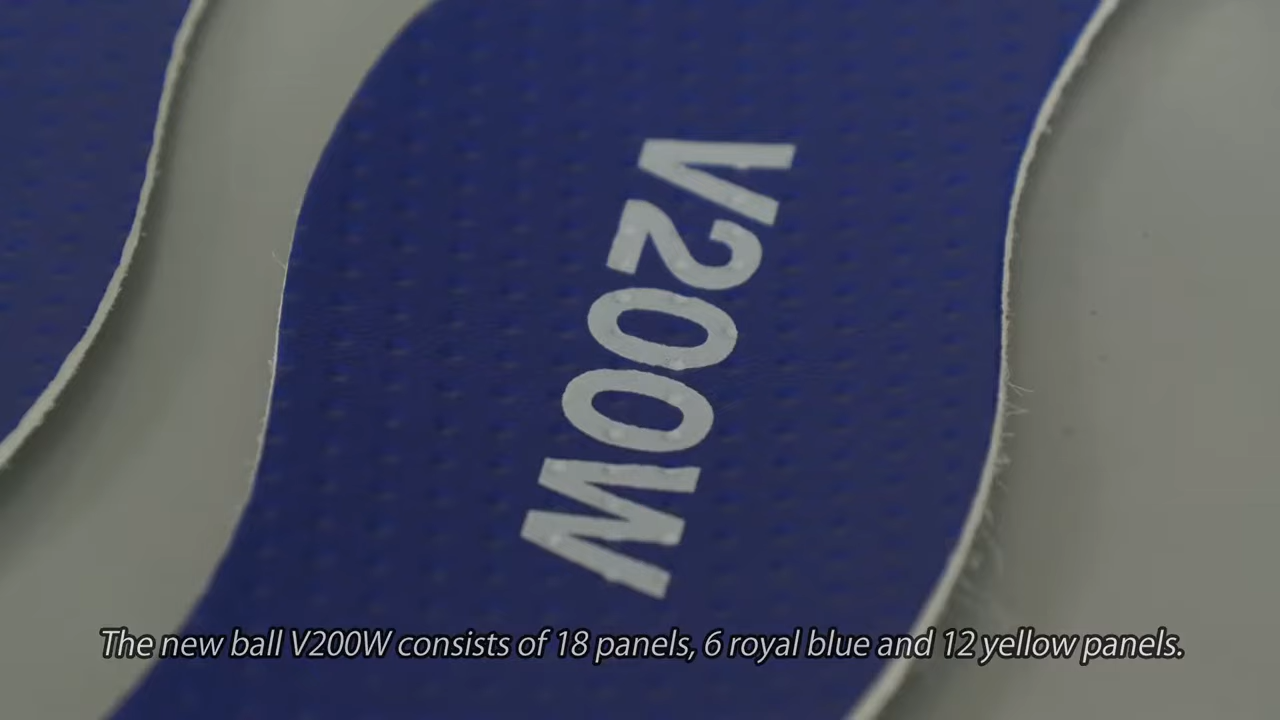 V200W
The new ball V200W consists of 18 panels, 6 royal blue and 12 yellow panels.